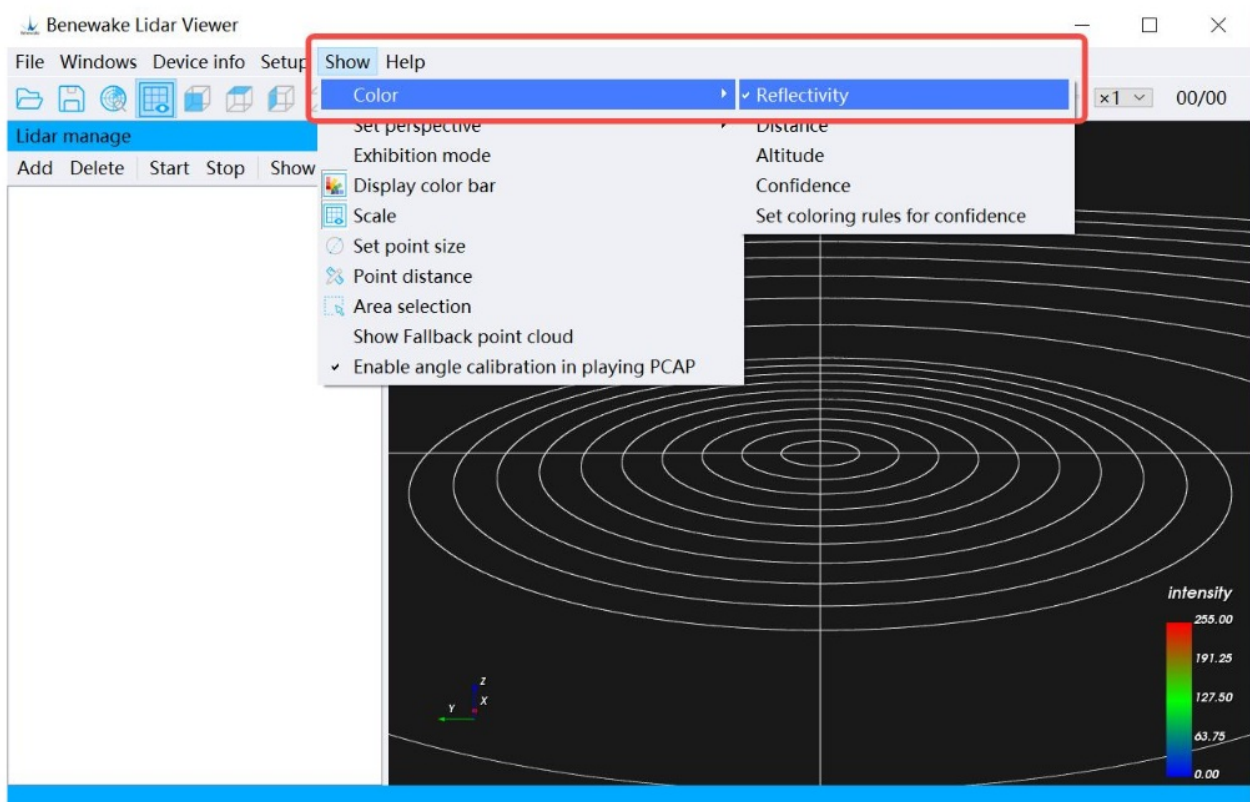 Benewake Lidar Viewer
File Windows Device info Setup Show Help
Color Reflectivity
×1 00/00
Lidar manage
Set perspective Distance
Add Delete Start Stop Show
Exhibition mode Altitude
Display color bar Confidence
Scale Set coloring rules for confidence
Set point size
Point distance
Area selection
Show Fallback point cloud
Enable angle calibration in playing PCAP
intensity
255.00
191.25
127.50
63.75
0.00
Z
X
Y